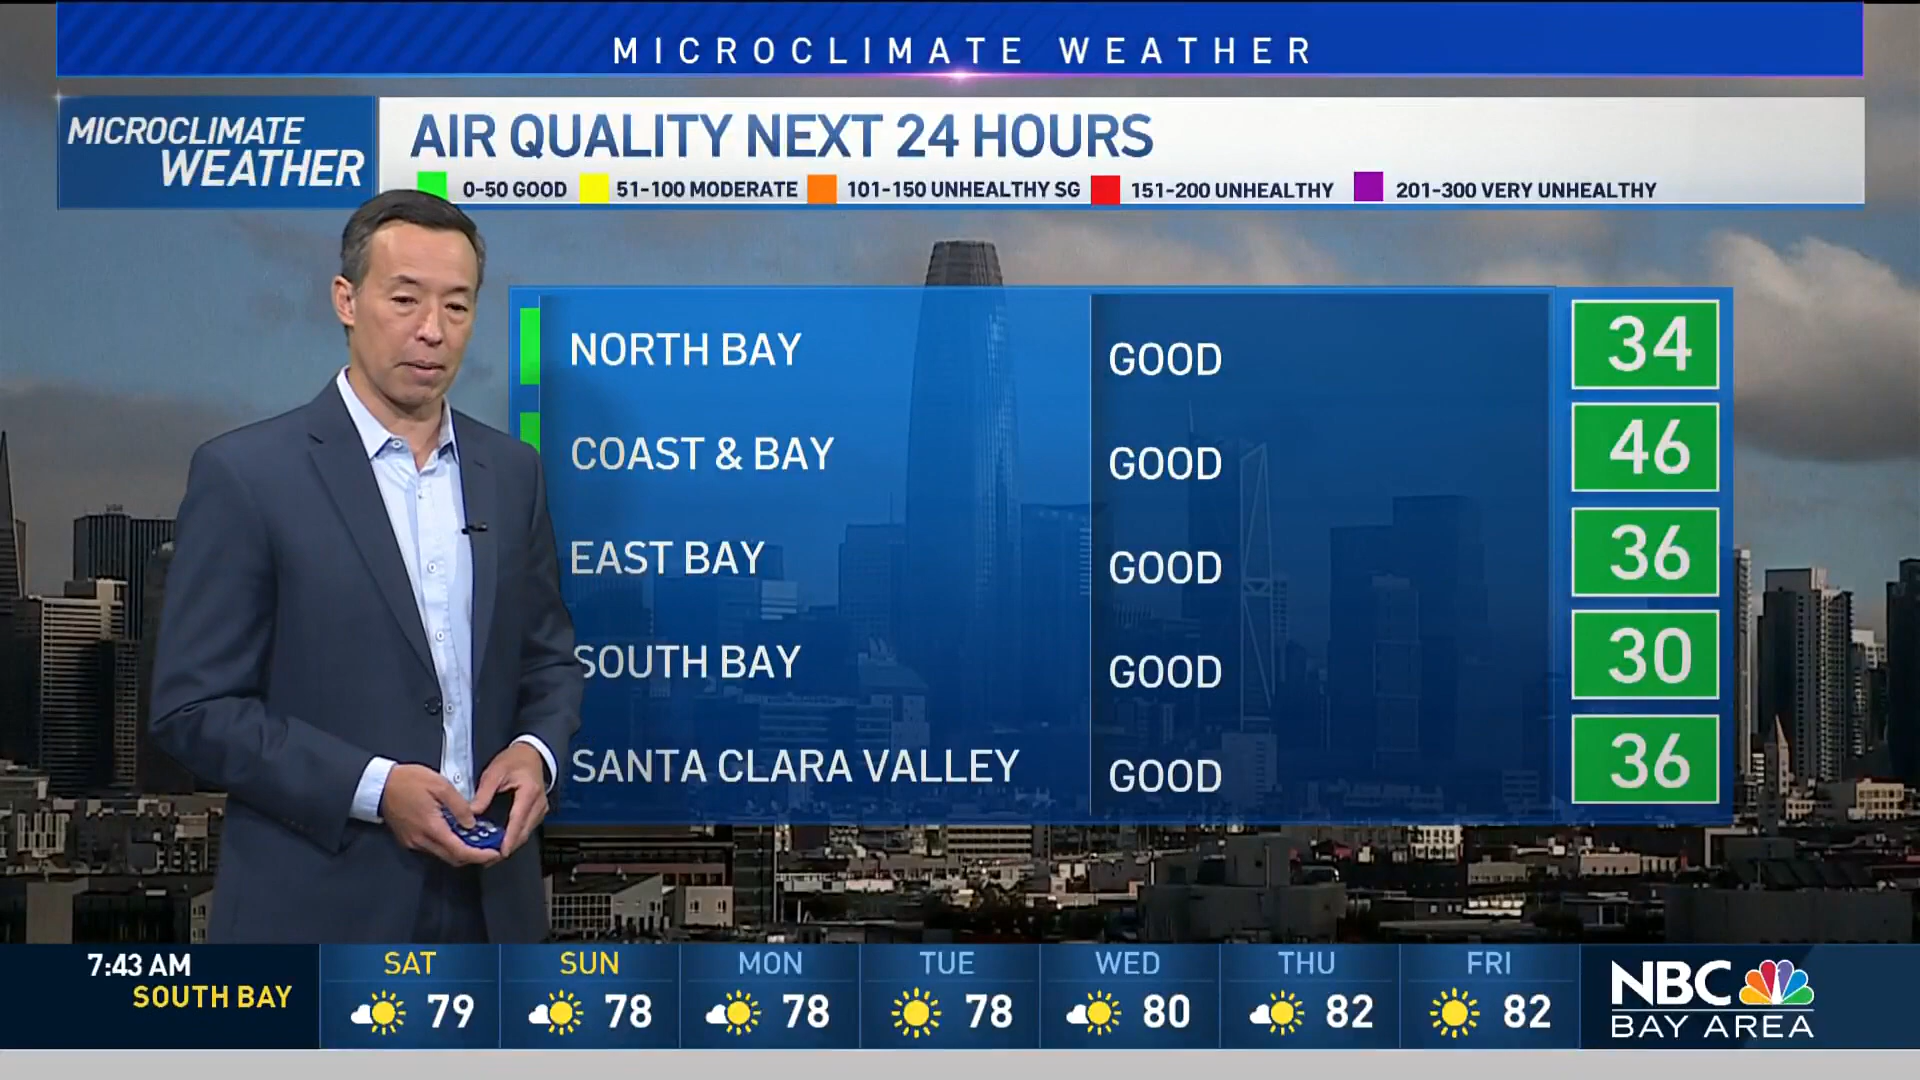 MICROCLIMATE WEATHER
MICROCLIMATE
WEATHER
AIR QUALITY NEXT 24 HOURS
0-50 GOOD 51-100 MODERATE 101-150 UNHEALTHY SG 151-200 UNHEALTHY 201-300 VERY UNHEALTHY
NORTH BAY GOOD 34
COAST & BAY GOOD 46
EAST BAY GOOD 36
SOUTH BAY GOOD 30
SANTA CLARA VALLEY GOOD 36
7:43 AM
SOUTH BAY
SAT SUN MON TUE WED THU FRI
79 78 78 78 80 82 82
NBC
BAY AREA